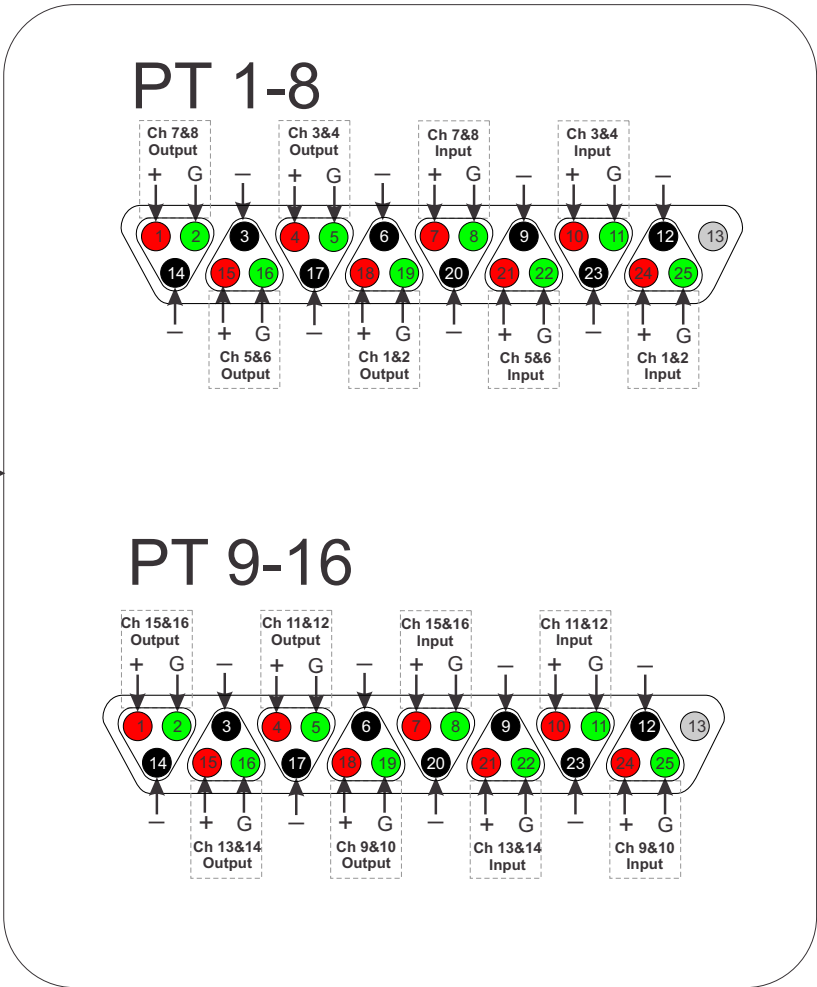 PT 1-8
Ch 7&8 Ch 3&4 Ch 7&8 Ch 3&4
Output Output Input Input
+ G – + G – + G – + G –
1 2 3 4 5 6 7 8 9 10 11 12 13
14 15 16 17 18 19 20 21 22 23 24 25
– + G – + G – + G – + G
Ch 5&6 Ch 1&2 Ch 5&6 Ch 1&2
Output Output Input Input
PT 9-16
Ch 15&16 Ch 11&12 Ch 15&16 Ch 11&12
Output Output Input Input
+ G – + G – + G – + G –
1 2 3 4 5 6 7 8 9 10 11 12 13
14 15 16 17 18 19 20 21 22 23 24 25
– + G – + G – + G – + G
Ch 13&14 Ch 9&10 Ch 13&14 Ch 9&10
Output Output Input Input